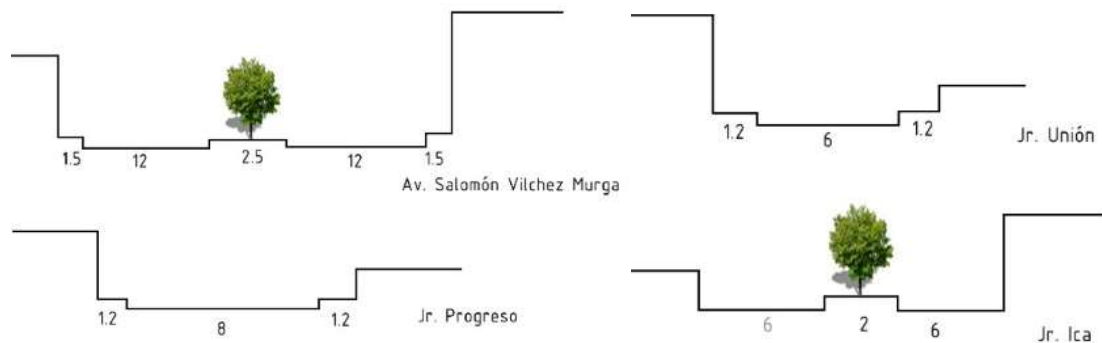 1.5 12 2.5 12 1.5
Av. Salomón Vilchez Murga
1.2 6 1.2
Jr. Unión
1.2 8 1.2
Jr. Progreso
6 2 6
Jr. Ica